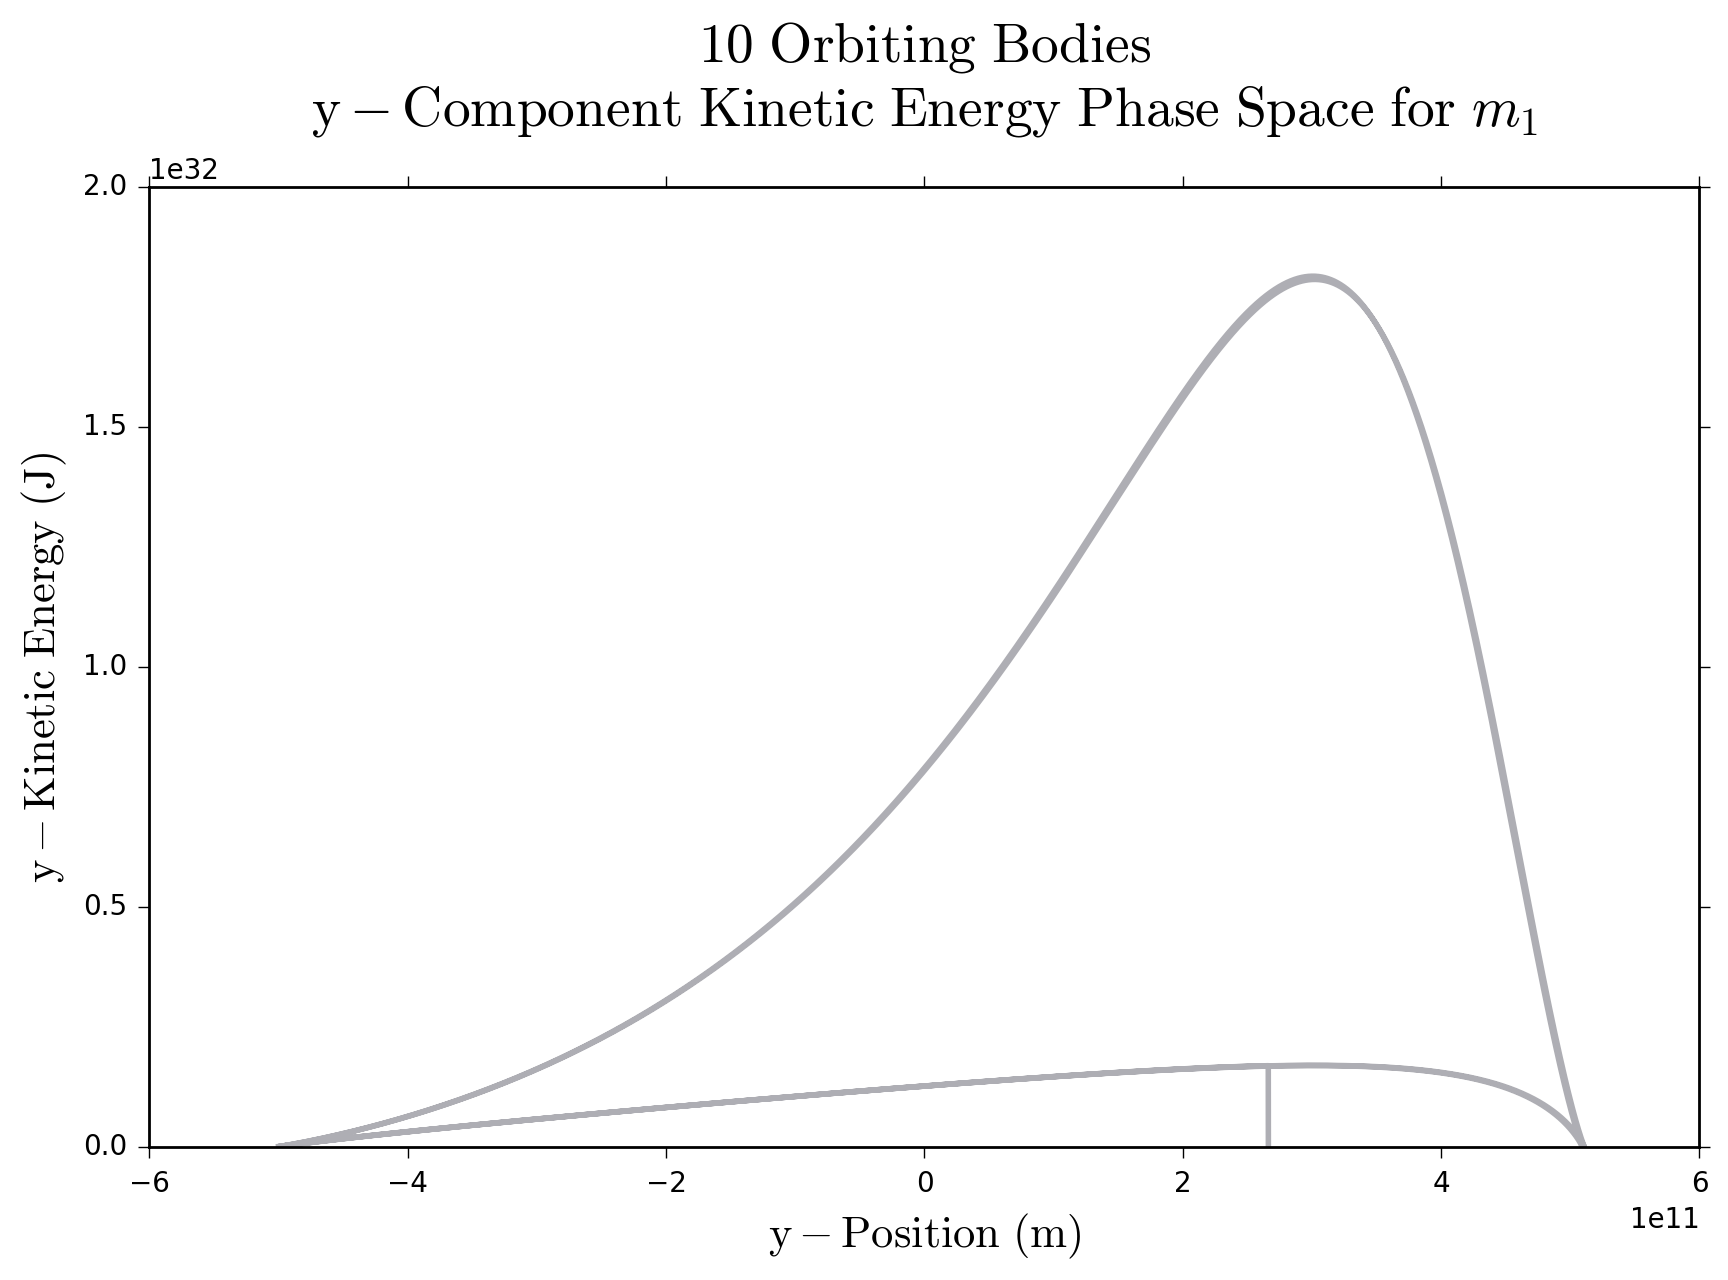 10 Orbiting Bodies
y − Component Kinetic Energy Phase Space for m₁
1e32
2.0
1.5
1.0
0.5
0.0
y − Kinetic Energy (J)
−6 −4 −2 0 2 4 6
1e11
y − Position (m)